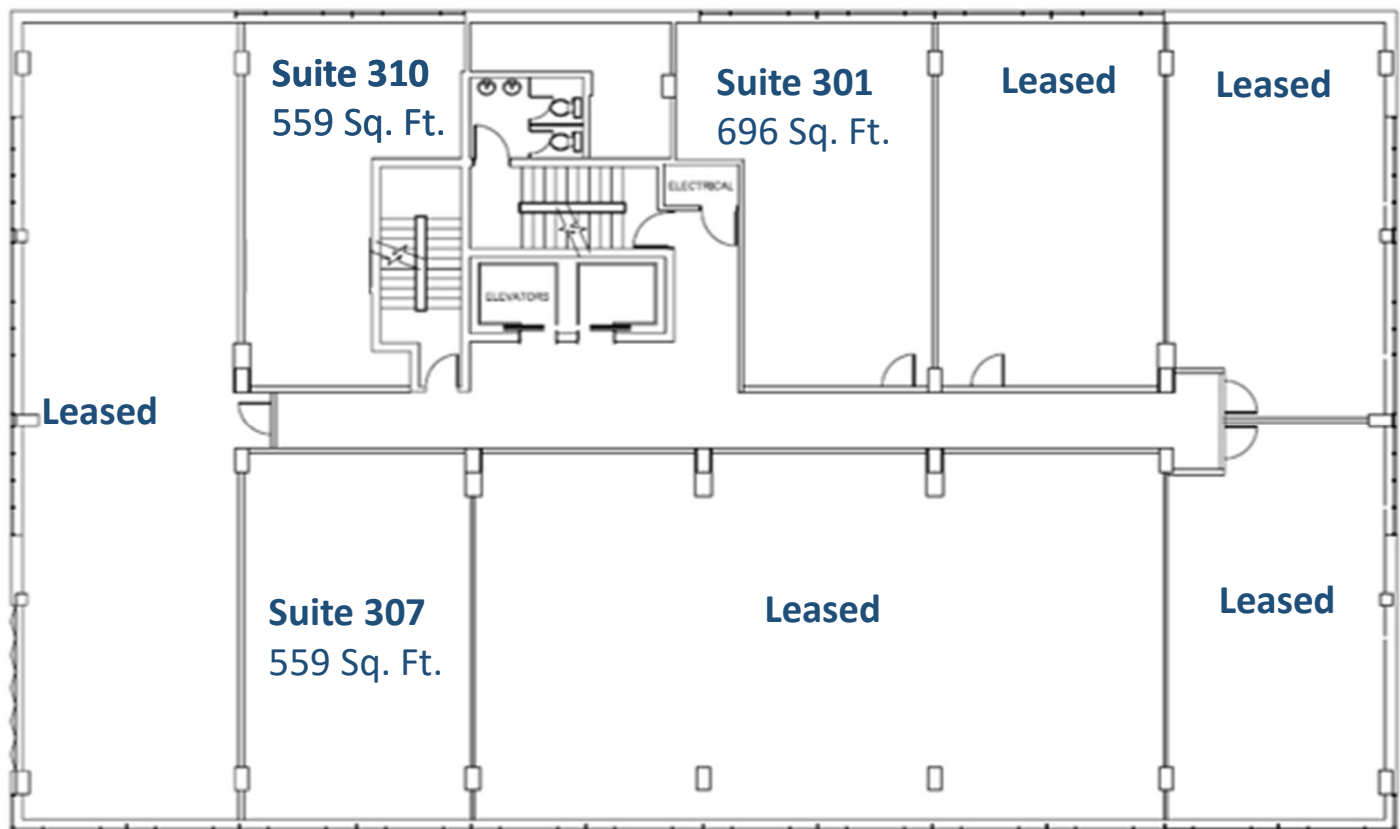 Suite 310
559 Sq. Ft.
Suite 301
696 Sq. Ft.
Leased
Leased
ELECTRICAL
ELEVATORS
Leased
Suite 307
559 Sq. Ft.
Leased
Leased